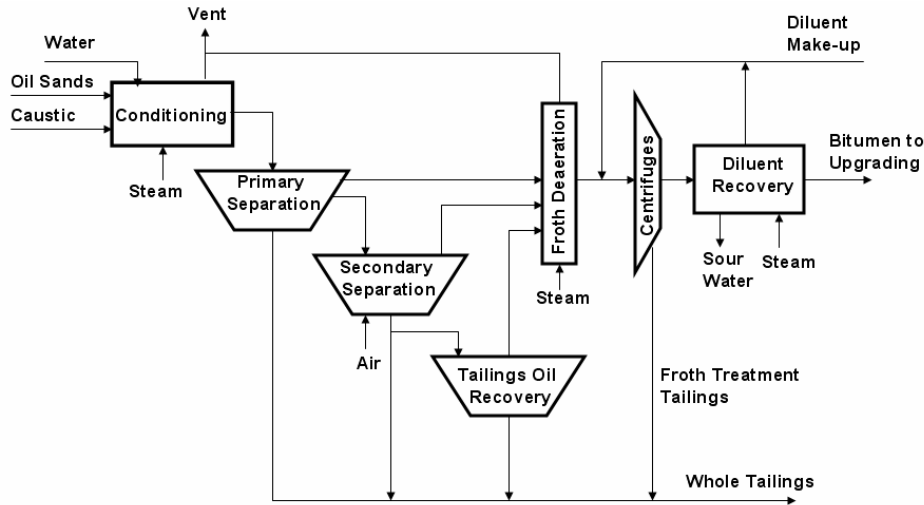 Vent
Diluent
Make-up
Water
Oil Sands
Caustic
Conditioning
Steam
Primary
Separation
Froth Deaeration
Centrifuges
Diluent
Recovery
Bitumen to
Upgrading
Secondary
Separation
Steam
Sour
Water
Steam
Air
Tailings Oil
Recovery
Froth Treatment
Tailings
Whole Tailings